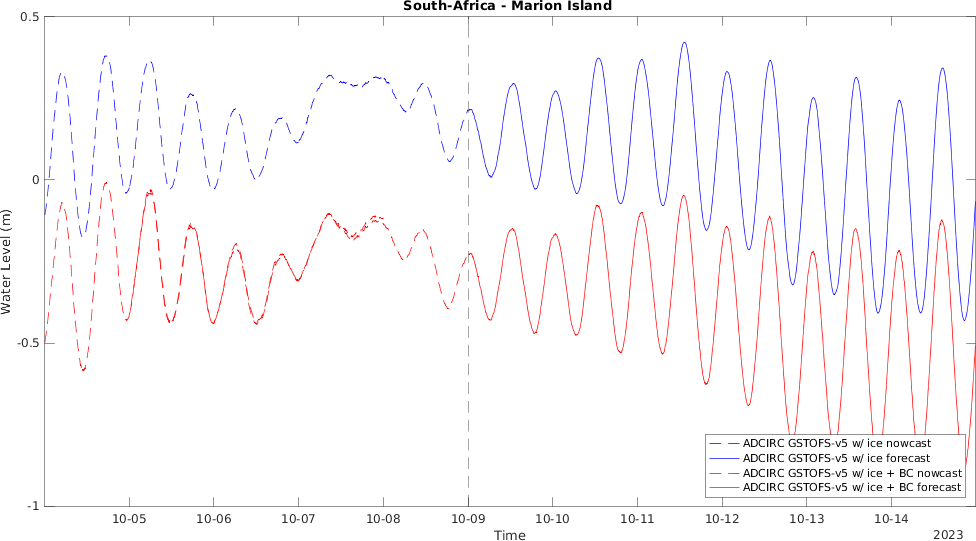 South-Africa - Marion Island
0.5
0
-0.5
-1
Water Level (m)
ADCIRC GSTOFS-v5 w/ ice nowcast
ADCIRC GSTOFS-v5 w/ ice forecast
ADCIRC GSTOFS-v5 w/ ice + BC nowcast
ADCIRC GSTOFS-v5 w/ ice + BC forecast
10-05 10-06 10-07 10-08 10-09 10-10 10-11 10-12 10-13 10-14
Time
2023